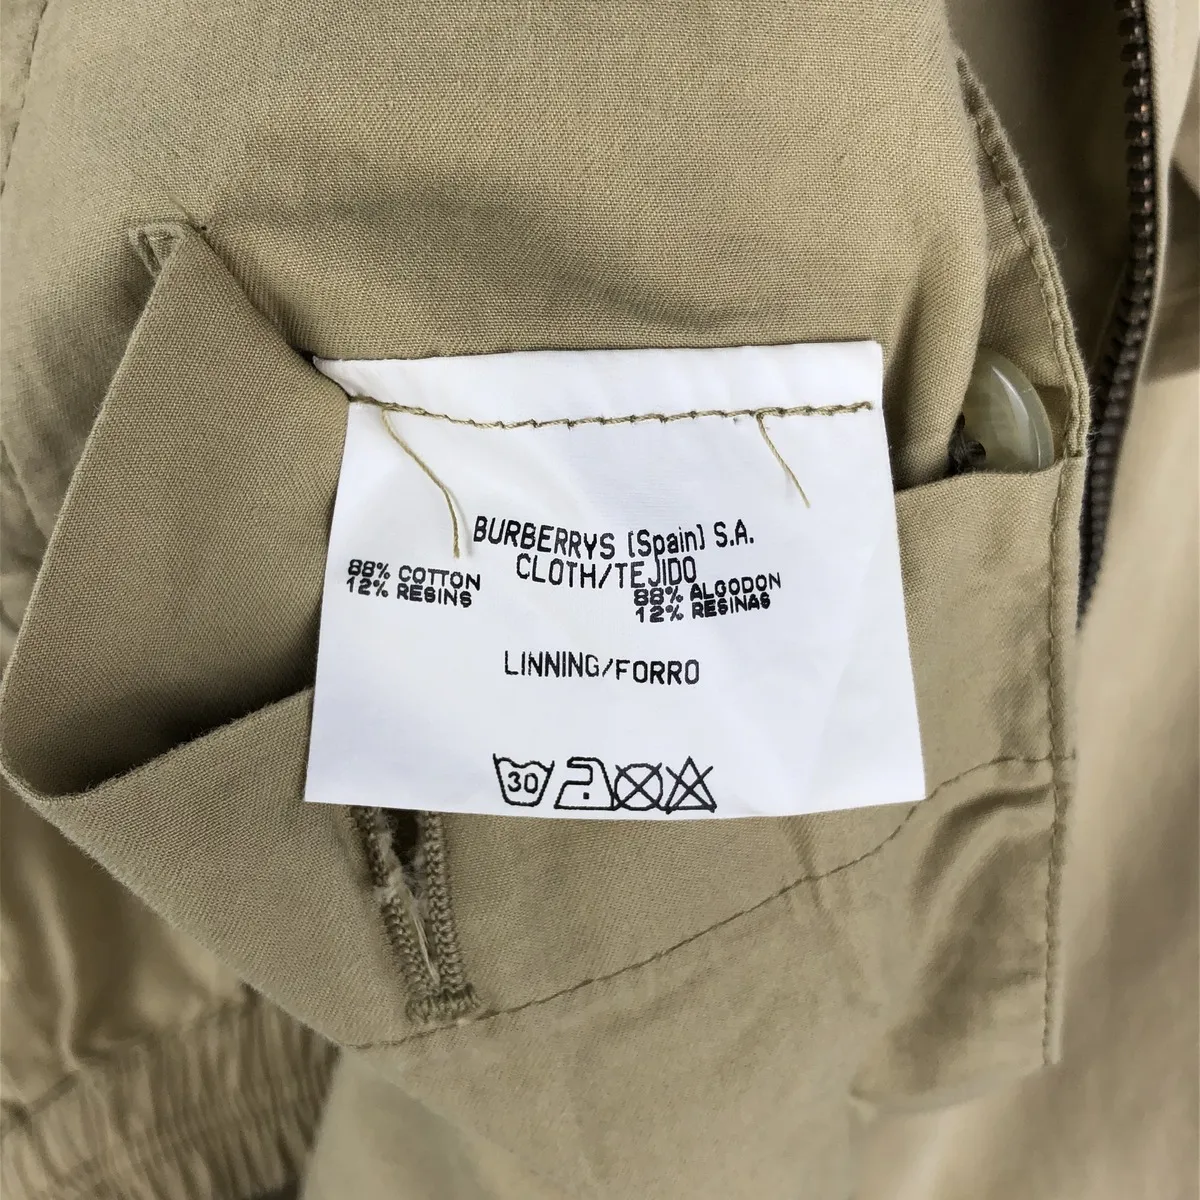 BURBERRYS (Spain) S.A.
CLOTH/TEJIDO
88% COTTON
12% RESINS
88% ALGODON
12% RESINAS
LINNING/FORRO
30